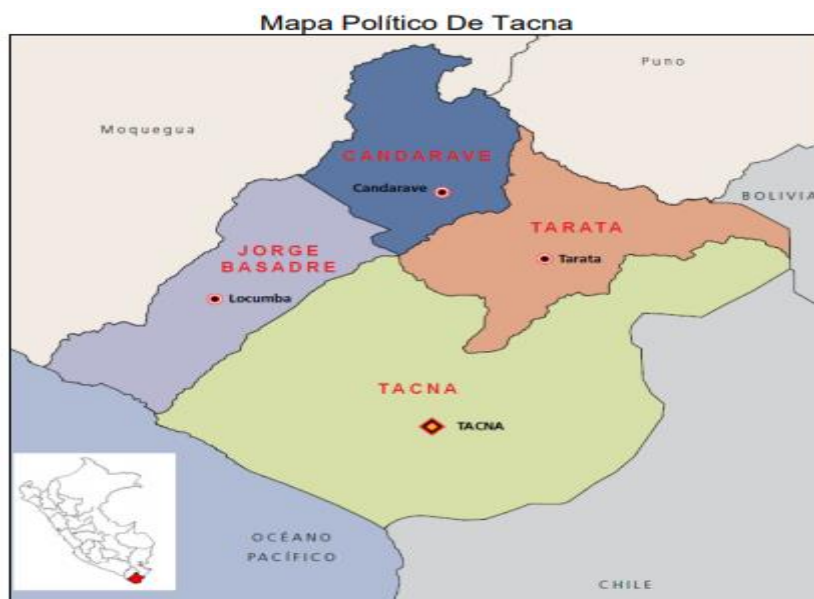 Mapa Político De Tacna
Puno
Moquegua
CANDARAVE
Candarave
BOLIVIA
TARATA
Tarata
JORGE
BASADRE
Locumba
TACNA
TACNA
OCÉANO
PACÍFICO
CHILE